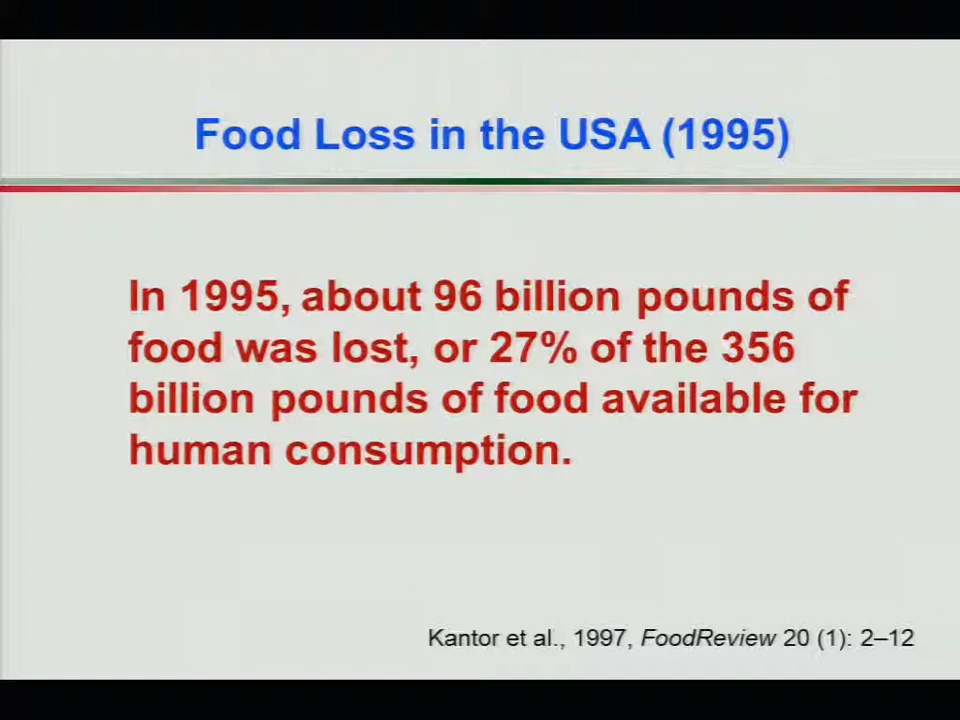 Food Loss in the USA (1995)
In 1995, about 96 billion pounds of
food was lost, or 27% of the 356
billion pounds of food available for
human consumption.
Kantor et al., 1997, FoodReview 20 (1): 2–12